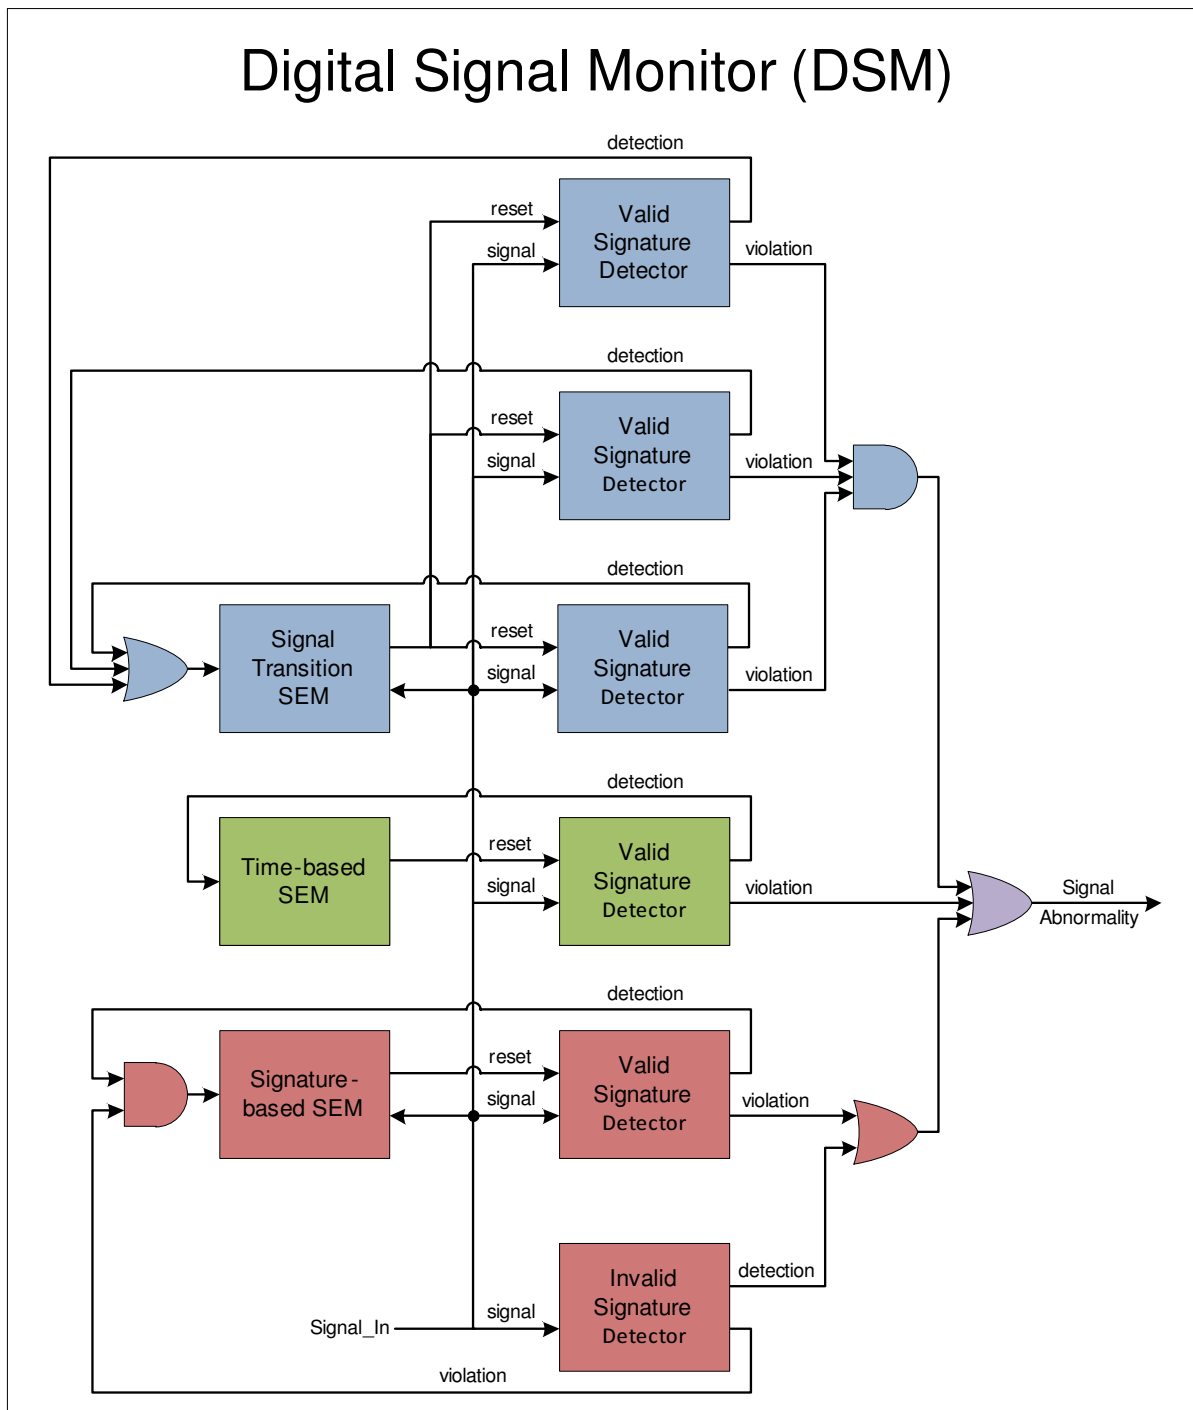 Digital Signal Monitor (DSM)
detection
reset
signal
Valid
Signature
Detector
violation
detection
reset
signal
Valid
Signature
Detector
violation
detection
Signal
Transition
SEM
reset
signal
Valid
Signature
Detector
violation
detection
Time-based
SEM
reset
signal
Valid
Signature
Detector
violation
Signal
Abnormality
detection
Signature-
based SEM
reset
signal
Valid
Signature
Detector
violation
Signal_In
signal
Invalid
Signature
Detector
detection
violation